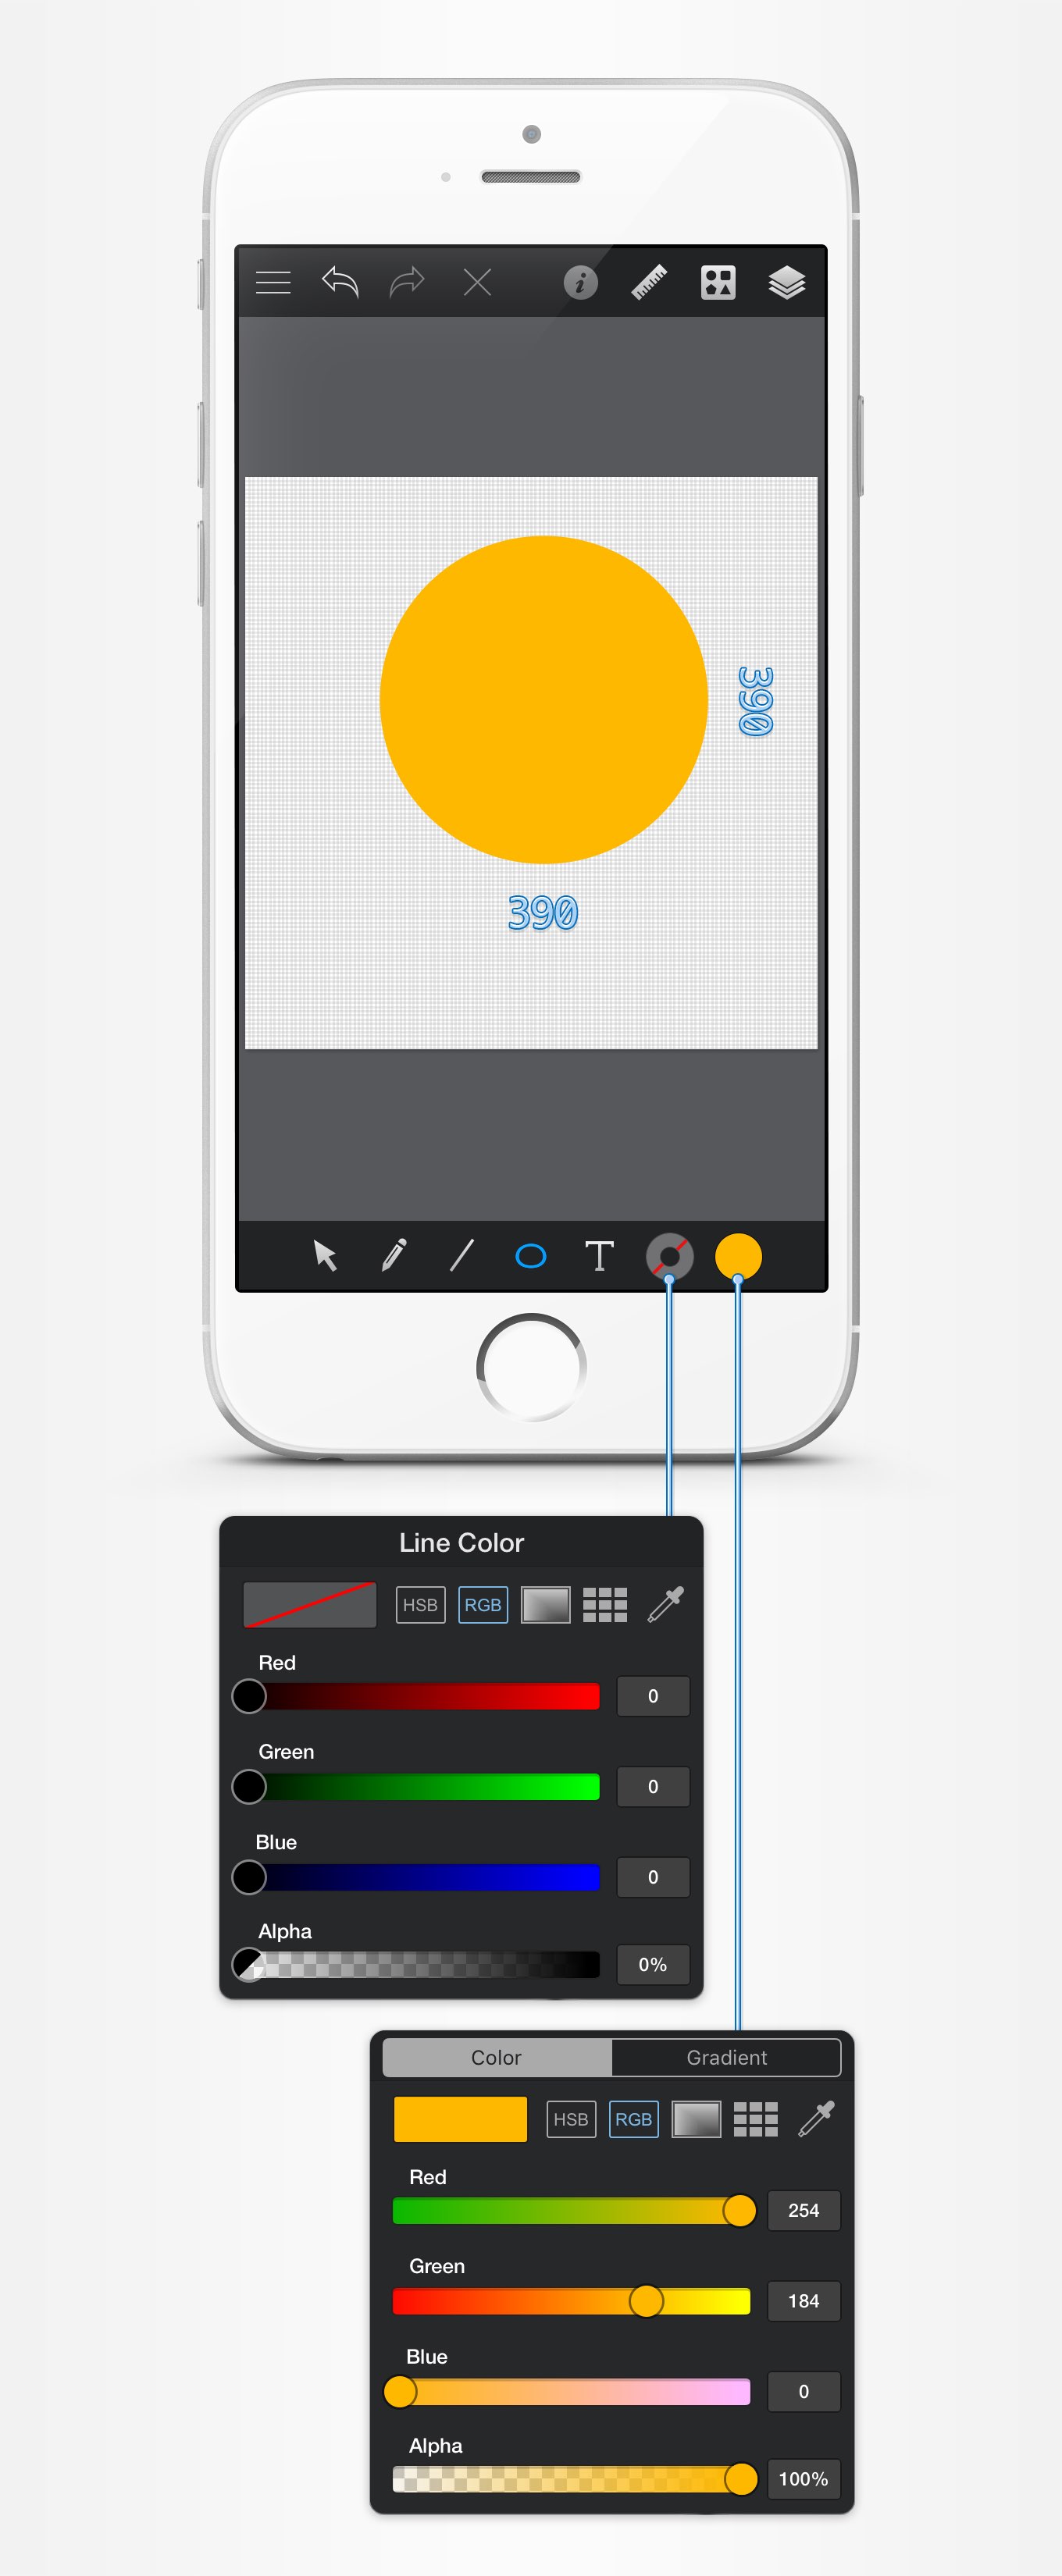 390
390
T
Line Color
HSB RGB
Red
0
Green
0
Blue
0
Alpha
0%
Color Gradient
HSB RGB
Red
254
Green
184
Blue
0
Alpha
100%